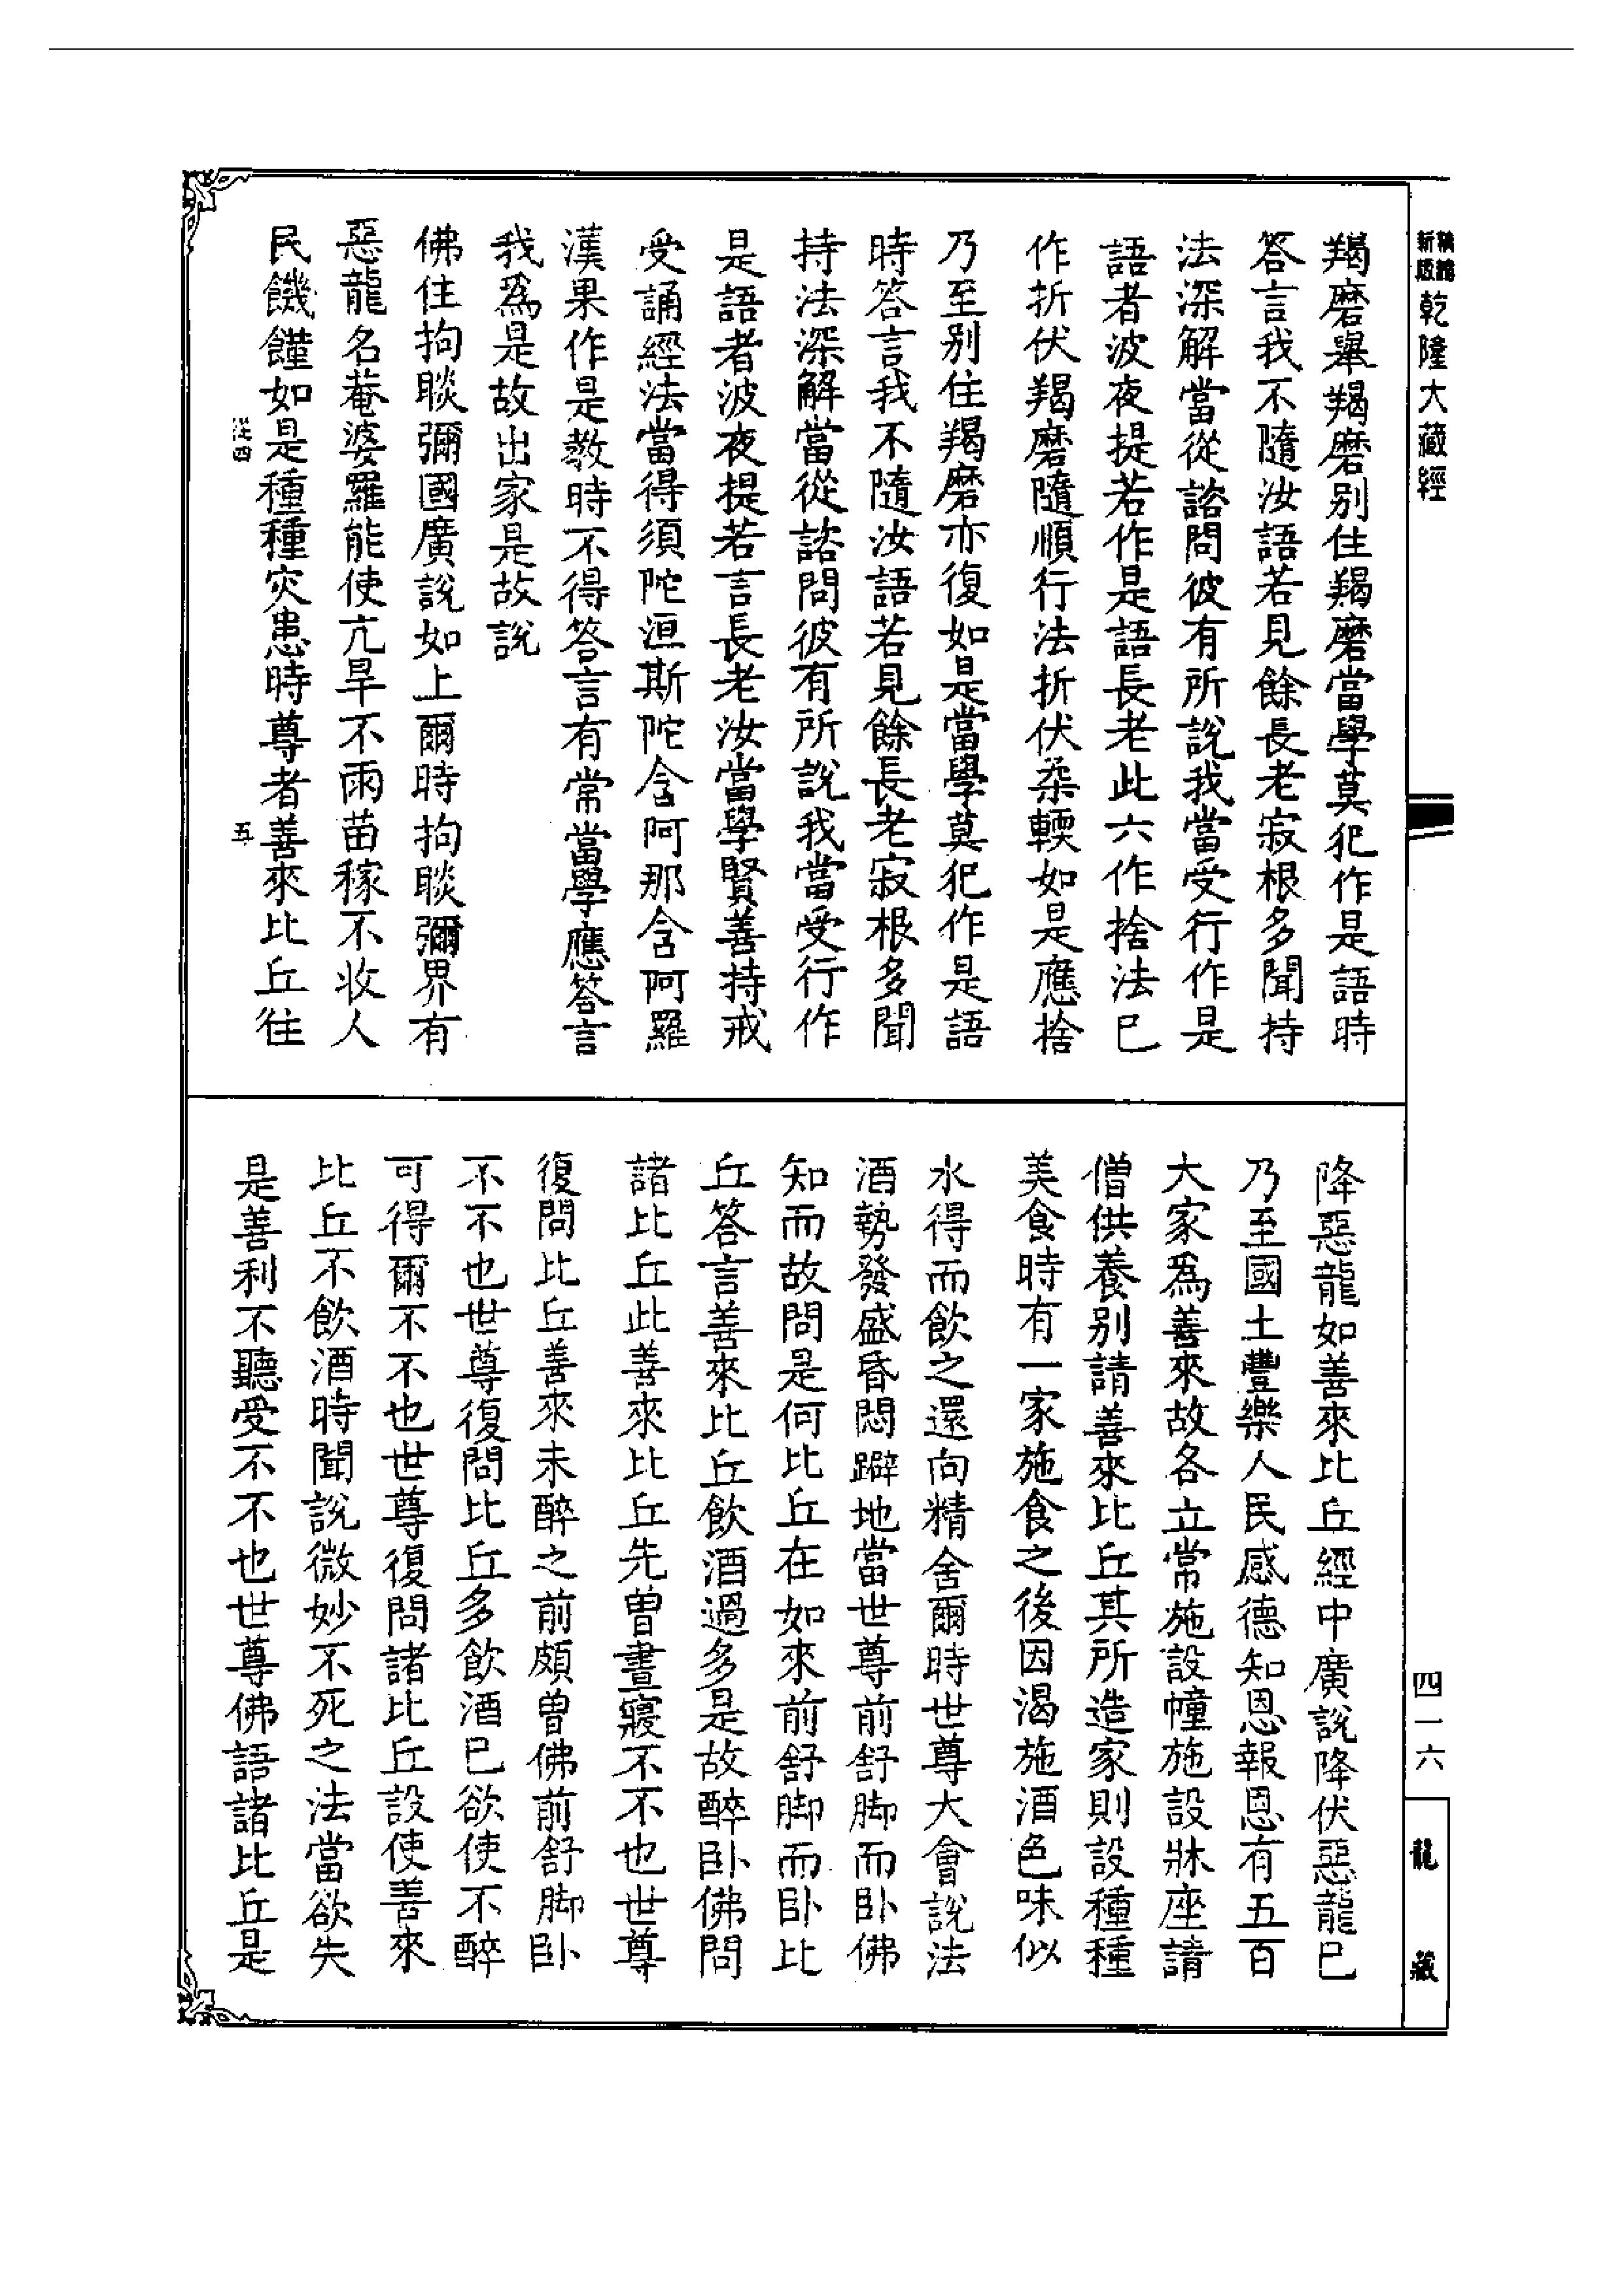 新版精縮乾隆大藏經
羯磨舉羯磨別住羯磨當學莫犯作是語時
答言我不隨汝語若見餘長老寂根多聞持
法深解當從諮問彼有所說我當受行作是
語者波夜提若作是語長老此六作捨法已
作折伏羯磨隨順行法折伏柔輭如是應捨
乃至別住羯磨亦復如是當學莫犯作是語
時答言我不隨汝語若見餘長老寂根多聞
持法深解當從諮問彼有所說我當受行作
是語者波夜提若言長老汝當學賢善持戒
受誦經法當得須陀洹斯陀含阿那含阿羅
漢果作是教時不得答言有常當學應答言
我為是故出家是故說
佛住拘睒彌國廣說如上爾時拘睒彌界有
惡龍名菴婆羅能使亢旱不雨苗稼不收人
民饑饉如是種種災患時尊者善來比丘往
五
降惡龍如善來比丘經中廣說降伏惡龍已
乃至國土豐樂人民感德知恩報恩有五百
大家為善來故各立常施設幢施設牀座請
僧供養別請善來比丘其所造家則設種種
美食時有一家施食之後因渴施酒色味似
水得而飲之還向精舍爾時世尊大會說法
酒勢發盛昏悶躃地當世尊前舒脚而卧佛
知而故問是何比丘在如來前舒脚而卧比
丘答言善來比丘飲酒過多是故醉卧佛問
諸比丘此善來比丘先曾晝寢不不也世尊
復問比丘善來未醉之前頗曾佛前舒脚卧
不不也世尊復問比丘多飲酒已欲使不醉
可得爾不不也世尊復問諸比丘設使善來
比丘不飲酒時聞說微妙不死之法當欲失
是善利不聽受不不也世尊佛語諸比丘是
四一六
龍藏